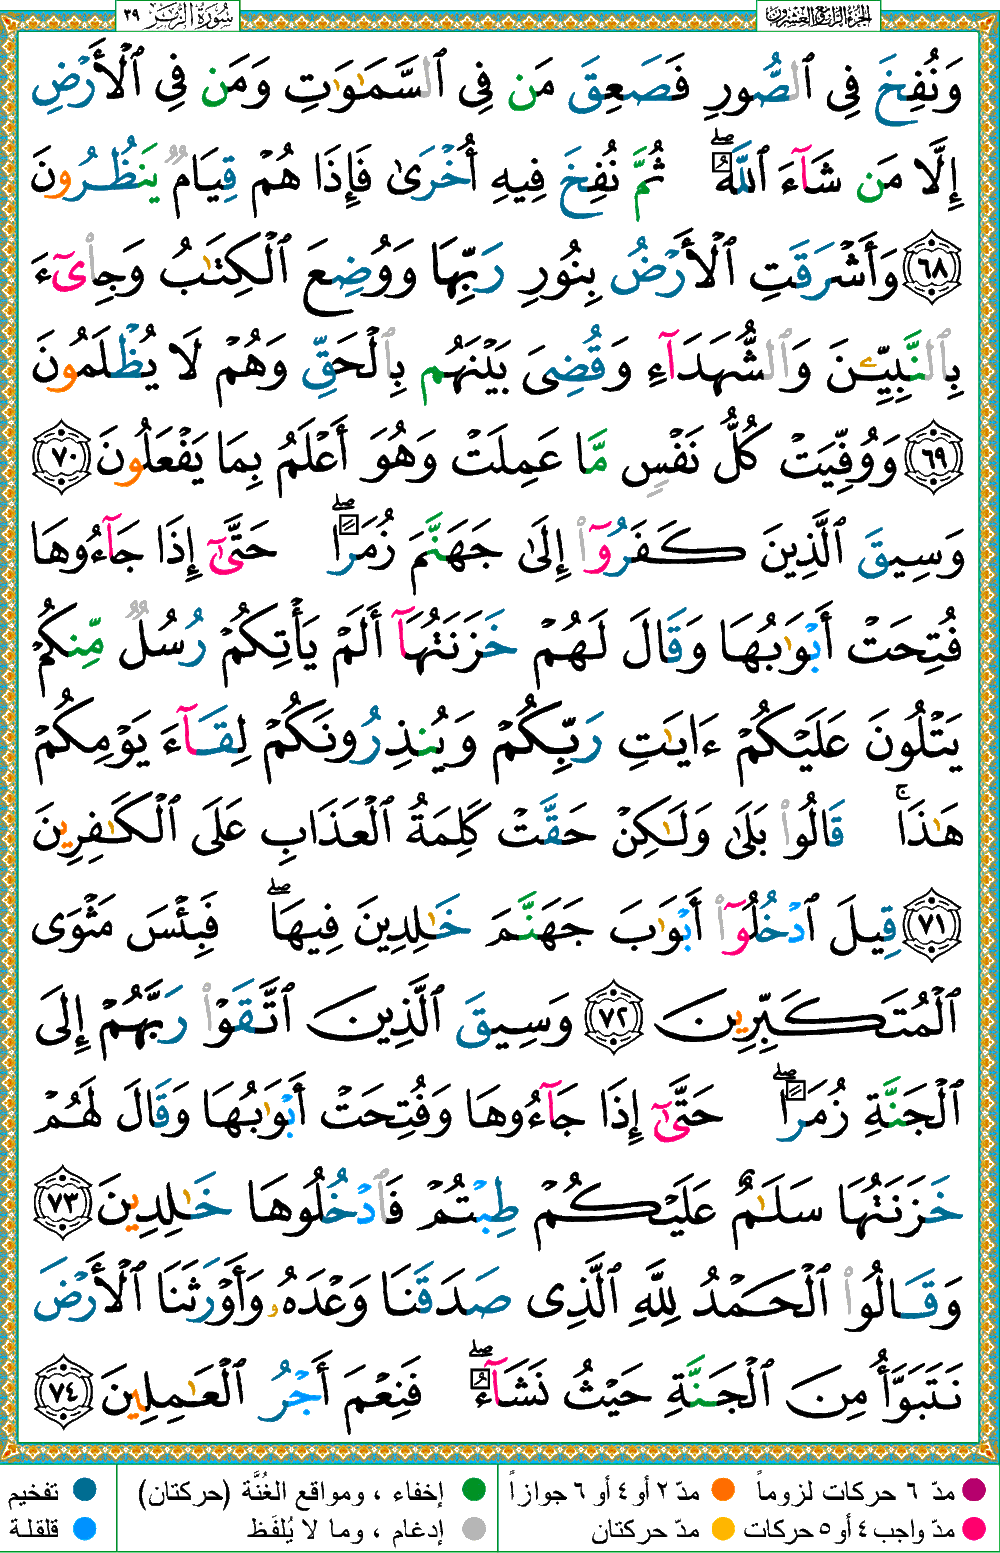 الجزء الرابع والعشرون
سُورَةُ الزُّمَرِ ٣٩
وَنُفِخَ فِى ٱلصُّورِ فَصَعِقَ مَن فِى ٱلسَّمَـٰوَٰتِ وَمَن فِى ٱلْأَرْضِ
إِلَّا مَن شَآءَ ٱللَّهُ ۖ ثُمَّ نُفِخَ فِيهِ أُخْرَىٰ فَإِذَا هُمْ قِيَامٌ يَنظُرُونَ
﴿٦٨﴾ وَأَشْرَقَتِ ٱلْأَرْضُ بِنُورِ رَبِّهَا وَوُضِعَ ٱلْكِتَـٰبُ وَجِا۟ىٓءَ
بِٱلنَّبِيِّـۧنَ وَٱلشُّهَدَآءِ وَقُضِىَ بَيْنَهُم بِٱلْحَقِّ وَهُمْ لَا يُظْلَمُونَ
﴿٦٩﴾ وَوُفِّيَتْ كُلُّ نَفْسٍ مَّا عَمِلَتْ وَهُوَ أَعْلَمُ بِمَا يَفْعَلُونَ ﴿٧٠﴾
وَسِيقَ ٱلَّذِينَ كَفَرُوٓا۟ إِلَىٰ جَهَنَّمَ زُمَرًا ۖ حَتَّىٰٓ إِذَا جَآءُوهَا
فُتِحَتْ أَبْوَٰبُهَا وَقَالَ لَهُمْ خَزَنَتُهَآ أَلَمْ يَأْتِكُمْ رُسُلٌ مِّنكُمْ
يَتْلُونَ عَلَيْكُمْ ءَايَـٰتِ رَبِّكُمْ وَيُنذِرُونَكُمْ لِقَآءَ يَوْمِكُمْ
هَـٰذَا ۚ قَالُوا۟ بَلَىٰ وَلَـٰكِنْ حَقَّتْ كَلِمَةُ ٱلْعَذَابِ عَلَى ٱلْكَـٰفِرِينَ
﴿٧١﴾ قِيلَ ٱدْخُلُوٓا۟ أَبْوَٰبَ جَهَنَّمَ خَـٰلِدِينَ فِيهَا ۖ فَبِئْسَ مَثْوَى
ٱلْمُتَكَبِّرِينَ ﴿٧٢﴾ وَسِيقَ ٱلَّذِينَ ٱتَّقَوْا۟ رَبَّهُمْ إِلَى
ٱلْجَنَّةِ زُمَرًا ۖ حَتَّىٰٓ إِذَا جَآءُوهَا وَفُتِحَتْ أَبْوَٰبُهَا وَقَالَ لَهُمْ
خَزَنَتُهَا سَلَـٰمٌ عَلَيْكُمْ طِبْتُمْ فَٱدْخُلُوهَا خَـٰلِدِينَ ﴿٧٣﴾
وَقَالُوا۟ ٱلْحَمْدُ لِلَّهِ ٱلَّذِى صَدَقَنَا وَعْدَهُۥ وَأَوْرَثَنَا ٱلْأَرْضَ
نَتَبَوَّأُ مِنَ ٱلْجَنَّةِ حَيْثُ نَشَآءُ ۖ فَنِعْمَ أَجْرُ ٱلْعَـٰمِلِينَ ﴿٧٤﴾
مدّ ٦ حركات لزوماً
مدّ ٢ أو ٤ أو ٦ جوازاً
إخفاء ، ومواقع الغُنَّة (حركتان)
تفخيم
مدّ واجب ٤ أو ٥ حركات
مدّ حركتان
إدغام ، وما لا يُلفَظ
قلقلة